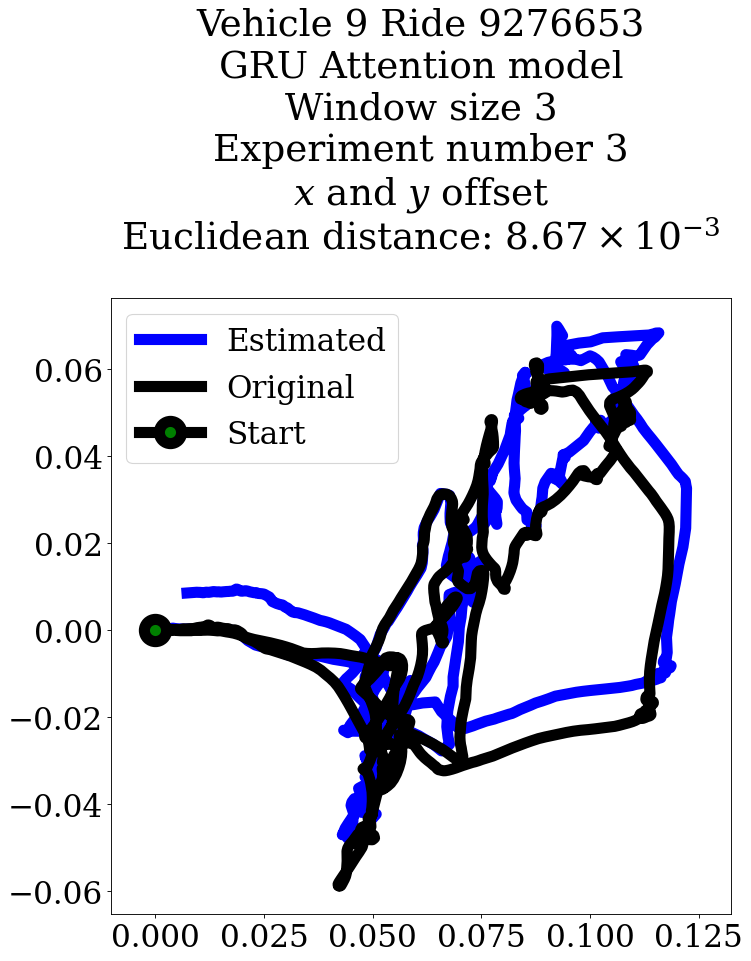 Vehicle 9 Ride 9276653
GRU Attention model
Window size 3
Experiment number 3
x and y offset
Euclidean distance: 8.67 × 10⁻³
Estimated
Original
Start
0.06
0.04
0.02
0.00
−0.02
−0.04
−0.06
0.000 0.025 0.050 0.075 0.100 0.125